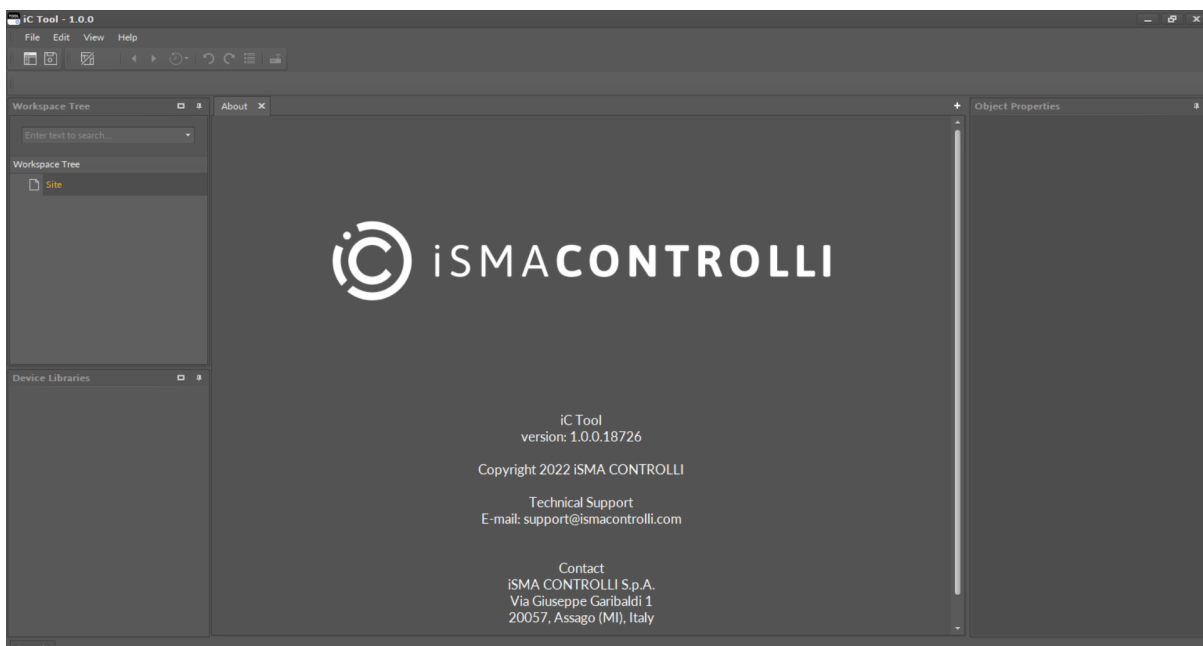 iC Tool - 1.0.0
File Edit View Help
Workspace Tree
Enter text to search...
Workspace Tree
Site
Device Libraries
About
iSMACONTROLLI
iC Tool
version: 1.0.0.18726
Copyright 2022 iSMA CONTROLLI
Technical Support
E-mail: support@ismacontrolli.com
Contact
iSMA CONTROLLI S.p.A.
Via Giuseppe Garibaldi 1
20057, Assago (MI), Italy
Object Properties